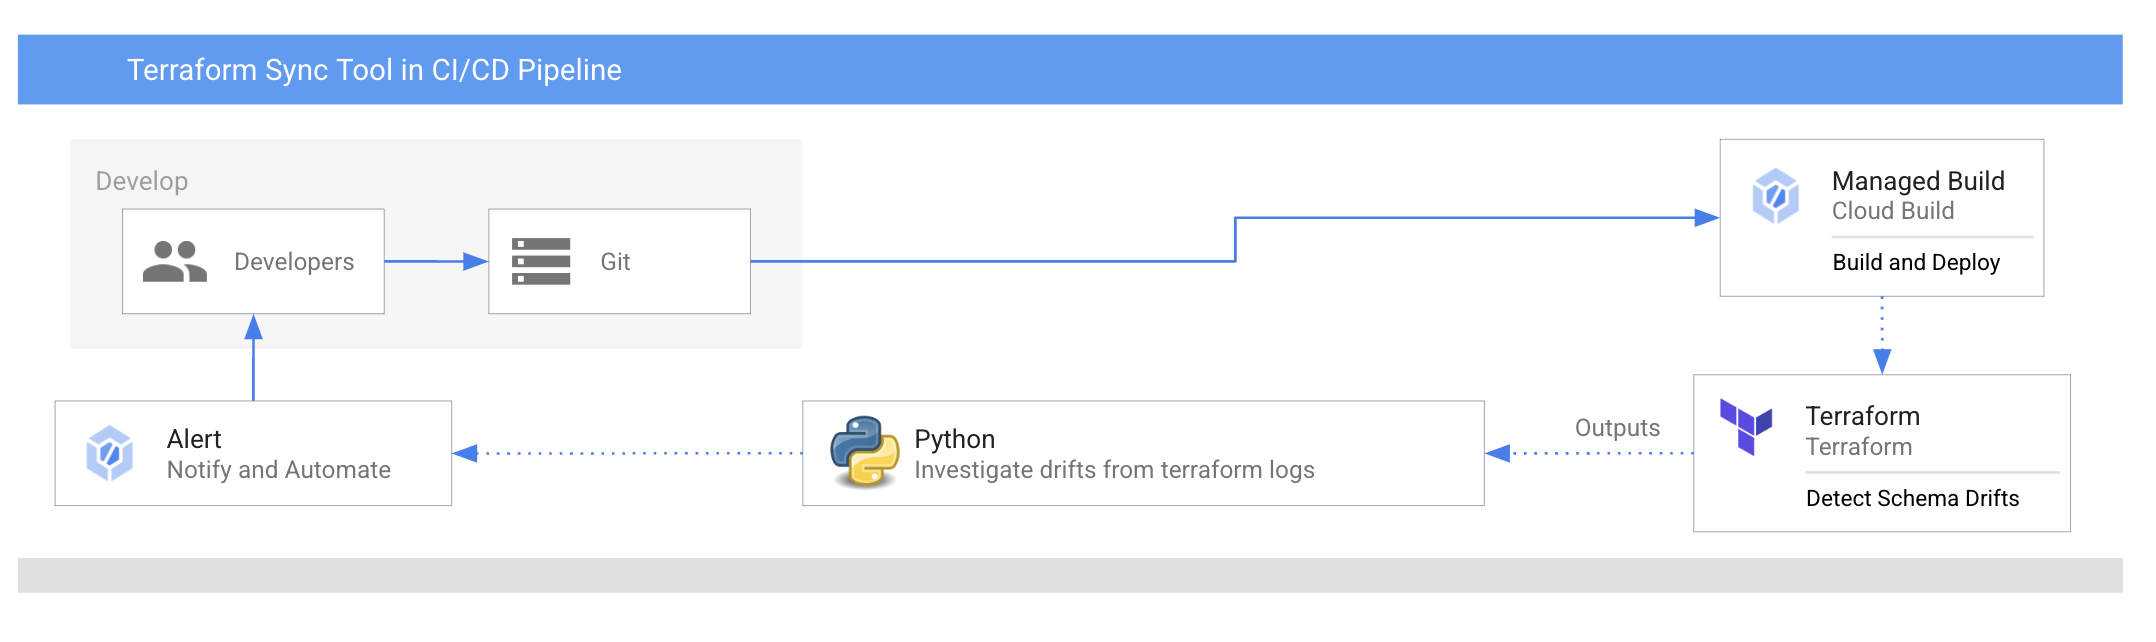 Terraform Sync Tool in CI/CD Pipeline
Develop
Developers
Git
Managed Build
Cloud Build
Build and Deploy
Alert
Notify and Automate
Python
Investigate drifts from terraform logs
Outputs
Terraform
Terraform
Detect Schema Drifts